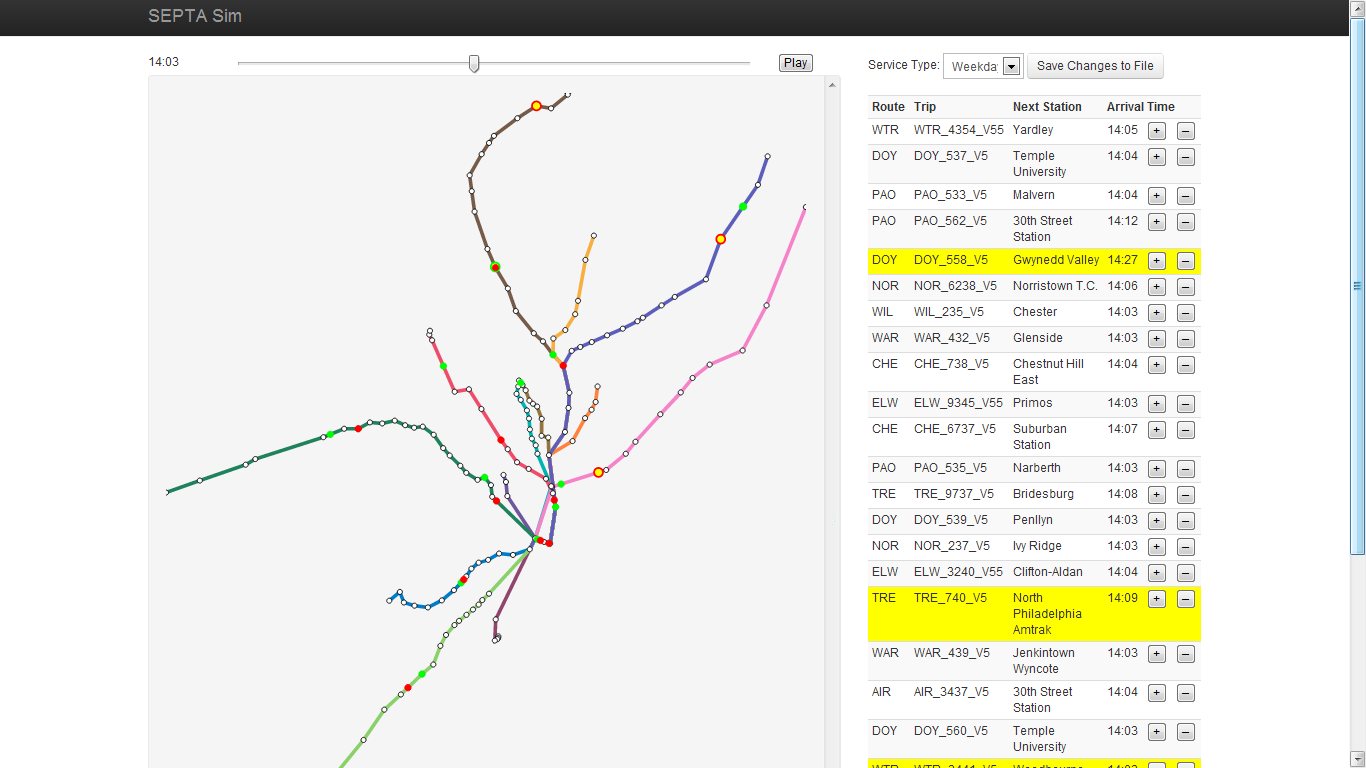 SEPTA Sim
14:03
Play
Service Type:
Weekda
Save Changes to File
Route Trip Next Station Arrival Time
WTR WTR_4354_V55 Yardley 14:05 + –
DOY DOY_537_V5 Temple 14:04 + –
University
PAO PAO_533_V5 Malvern 14:04 + –
PAO PAO_562_V5 30th Street 14:12 + –
Station
DOY DOY_558_V5 Gwynedd Valley 14:27 + –
NOR NOR_6238_V5 Norristown T.C. 14:06 + –
WIL WIL_235_V5 Chester 14:03 + –
WAR WAR_432_V5 Glenside 14:03 + –
CHE CHE_738_V5 Chestnut Hill 14:04 + –
East
ELW ELW_9345_V55 Primos 14:03 + –
CHE CHE_6737_V5 Suburban 14:07 + –
Station
PAO PAO_535_V5 Narberth 14:03 + –
TRE TRE_9737_V5 Bridesburg 14:08 + –
DOY DOY_539_V5 Penllyn 14:03 + –
NOR NOR_237_V5 Ivy Ridge 14:03 + –
ELW ELW_3240_V55 Clifton-Aldan 14:04 + –
TRE TRE_740_V5 North 14:09 + –
Philadelphia
Amtrak
WAR WAR_439_V5 Jenkintown 14:03 + –
Wyncote
AIR AIR_3437_V5 30th Street 14:04 + –
Station
DOY DOY_560_V5 Temple 14:03 + –
University